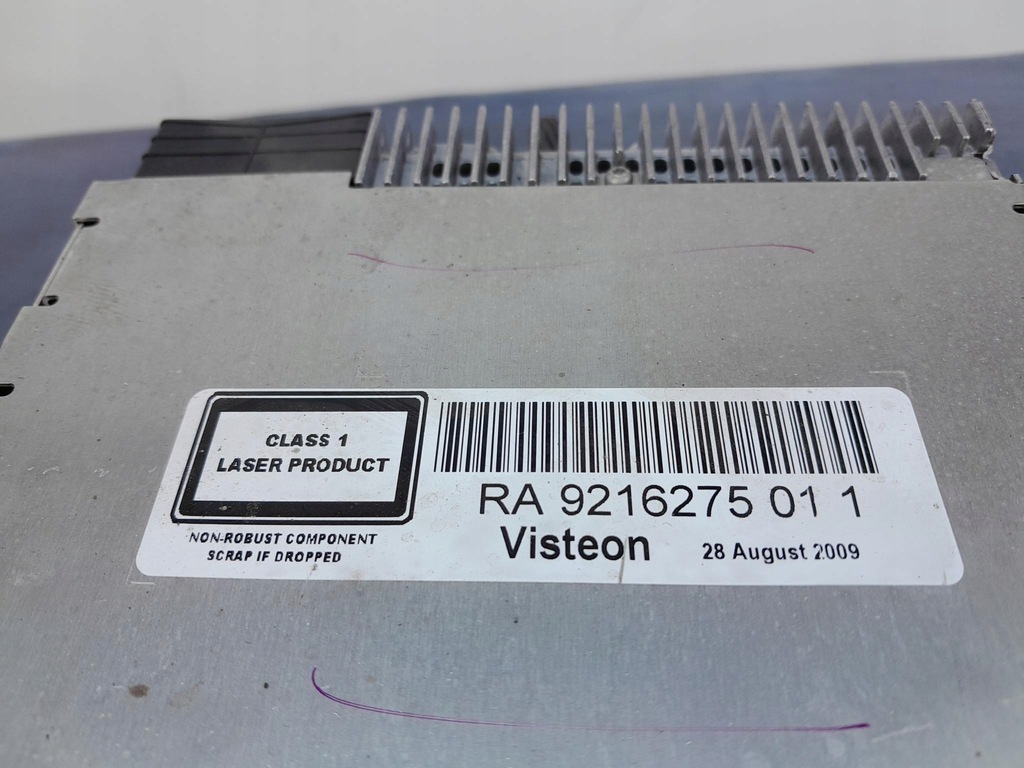 CLASS 1
LASER PRODUCT
NON-ROBUST COMPONENT
SCRAP IF DROPPED
RA 9216275 01 1
Visteon 28 August 2009